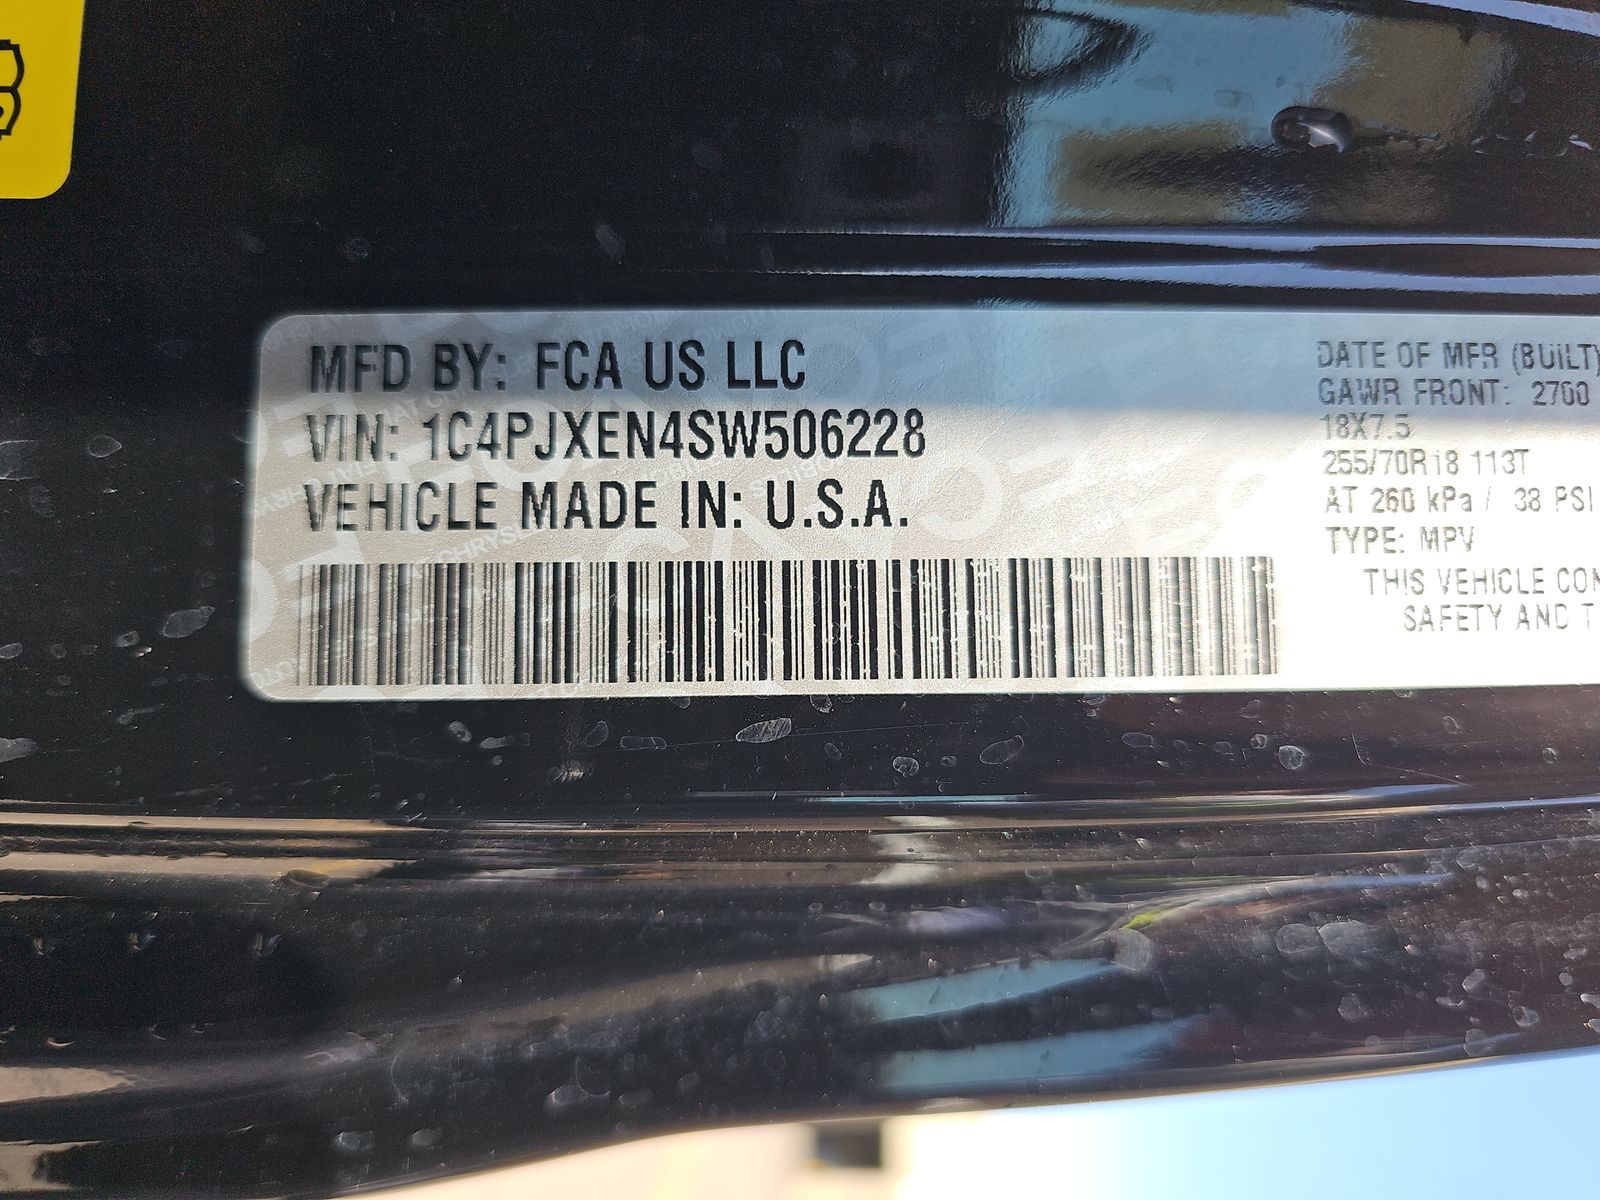 MFD BY: FCA US LLC
VIN: 1C4PJXEN4SW506228
VEHICLE MADE IN: U.S.A.
DATE OF MFR (BUILT)
GAWR FRONT: 2700
18X7.5
255/70R18 113T
AT 260 kPa / 38 PSI
TYPE: MPV
THIS VEHICLE CON
SAFETY AND T